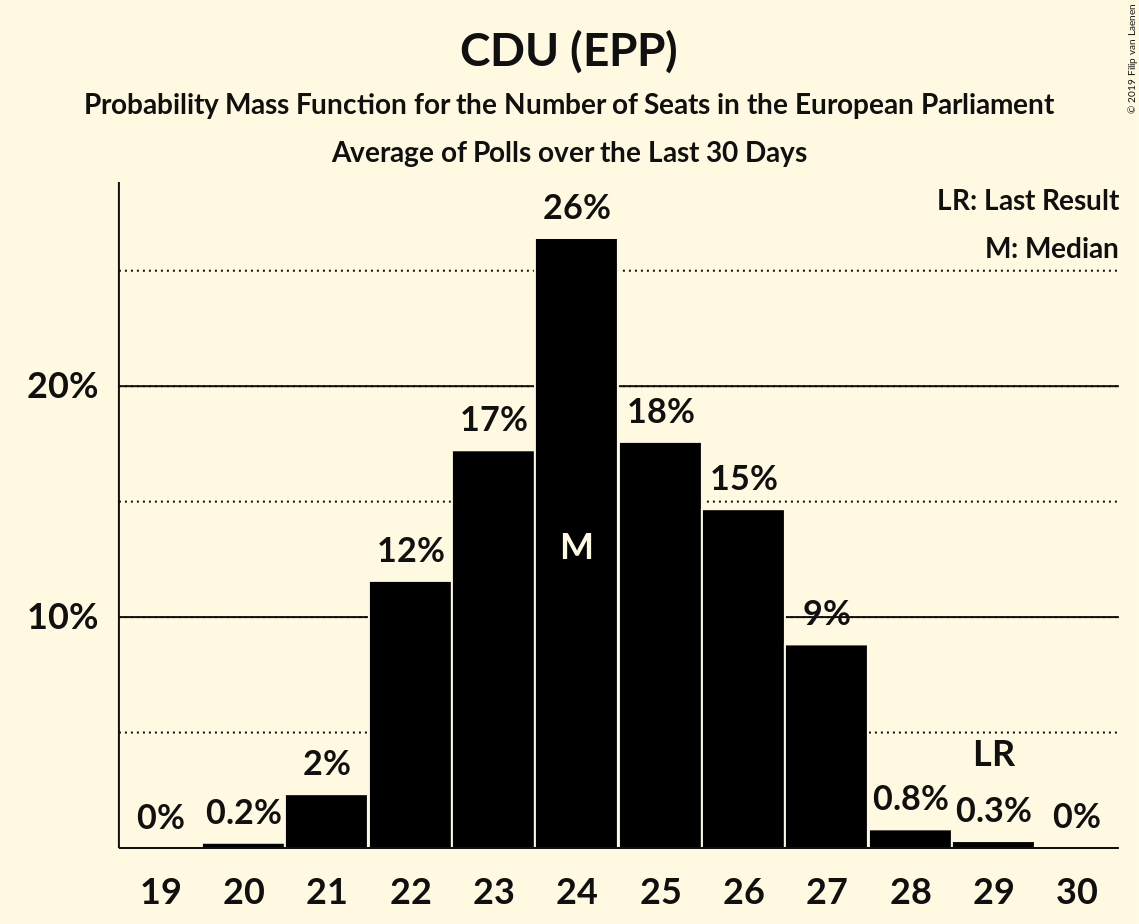 CDU (EPP)
Probability Mass Function for the Number of Seats in the European Parliament
Average of Polls over the Last 30 Days
© 2019 Filip van Laenen
LR: Last Result
M: Median
26%
20%
17%
18%
15%
12%
M
10%
9%
2%
LR
0%
0.2%
0.8%
0.3%
0%
19 20 21 22 23 24 25 26 27 28 29 30